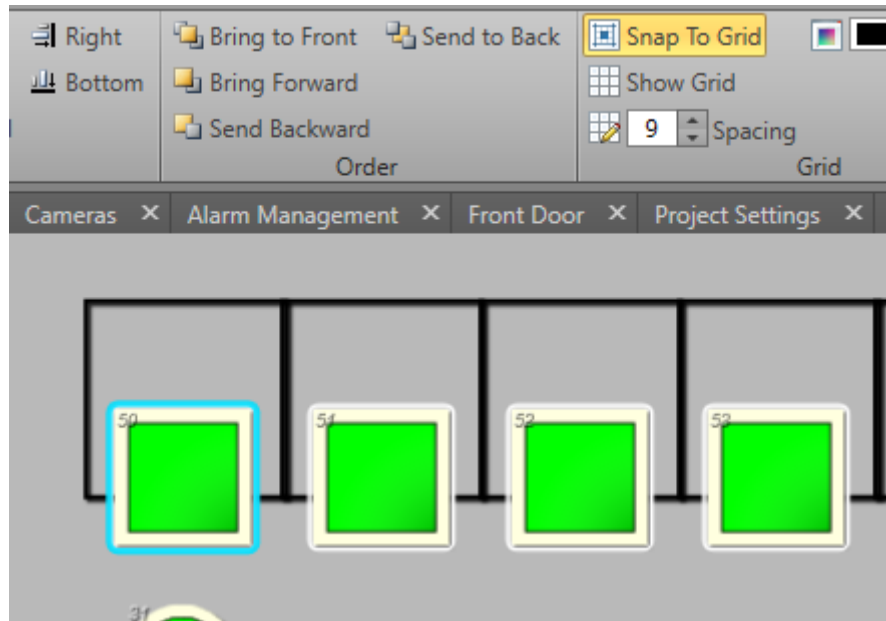 Right Bring to Front Send to Back Snap To Grid
Bottom Bring Forward Show Grid
Send Backward 9 Spacing
Order Grid
Cameras Alarm Management Front Door Project Settings
50 51 52 53
31